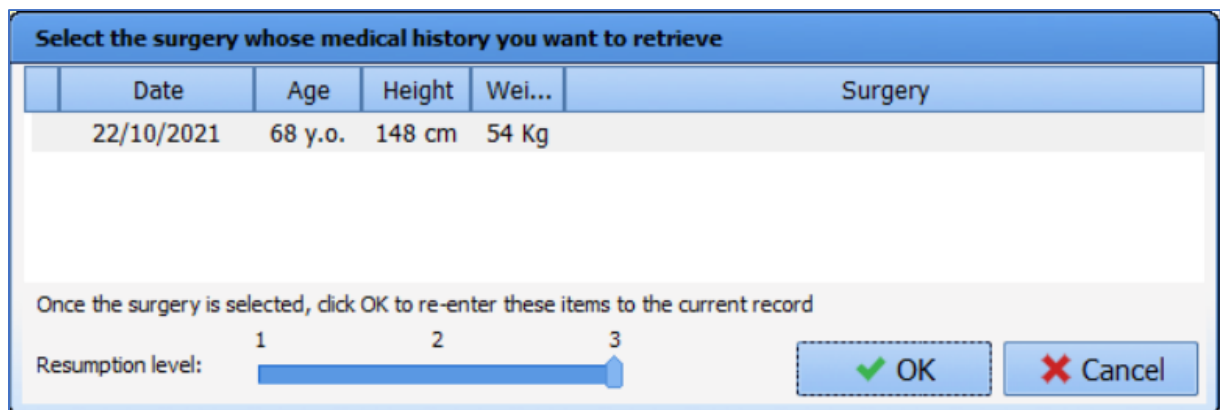 Select the surgery whose medical history you want to retrieve
Date Age Height Wei... Surgery
22/10/2021 68 y.o. 148 cm 54 Kg
Once the surgery is selected, click OK to re-enter these items to the current record
1 2 3
Resumption level:
OK Cancel